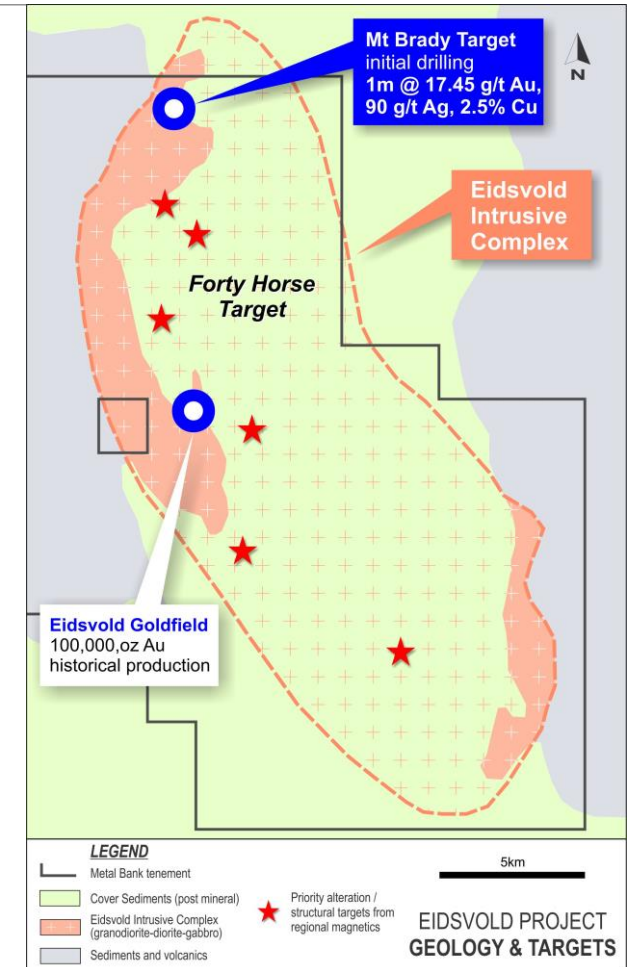 Mt Brady Target
initial drilling
1m @ 17.45 g/t Au,
90 g/t Ag, 2.5% Cu
N
Eidsvold
Intrusive
Complex
Forty Horse
Target
Eidsvold Goldfield
100,000,oz Au
historical production
LEGEND
Metal Bank tenement
Cover Sediments (post mineral)
Eidsvold Intrusive Complex
(granodiorite-diorite-gabbro)
Sediments and volcanics
Priority alteration /
structural targets from
regional magnetics
5km
EIDSVOLD PROJECT
GEOLOGY & TARGETS